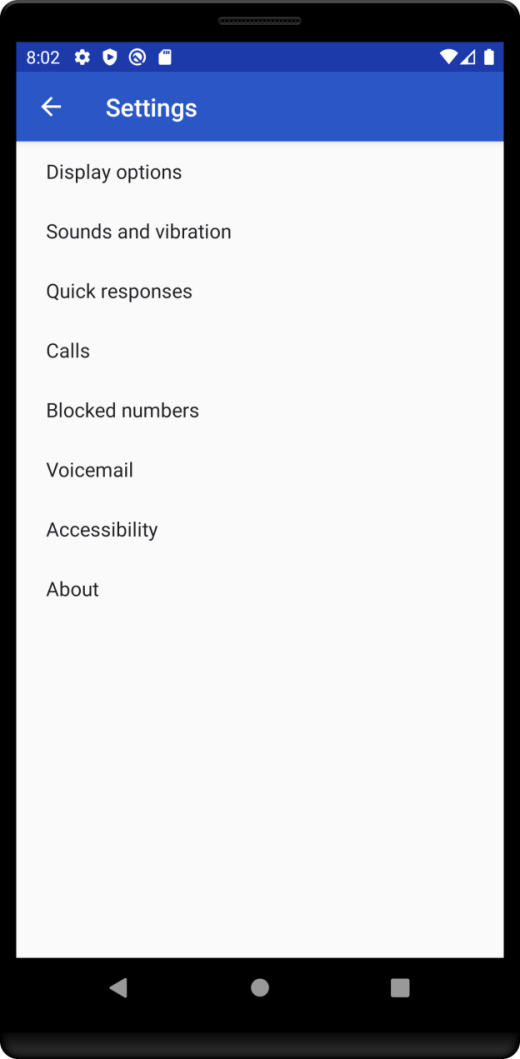 8:02
Settings
Display options
Sounds and vibration
Quick responses
Calls
Blocked numbers
Voicemail
Accessibility
About